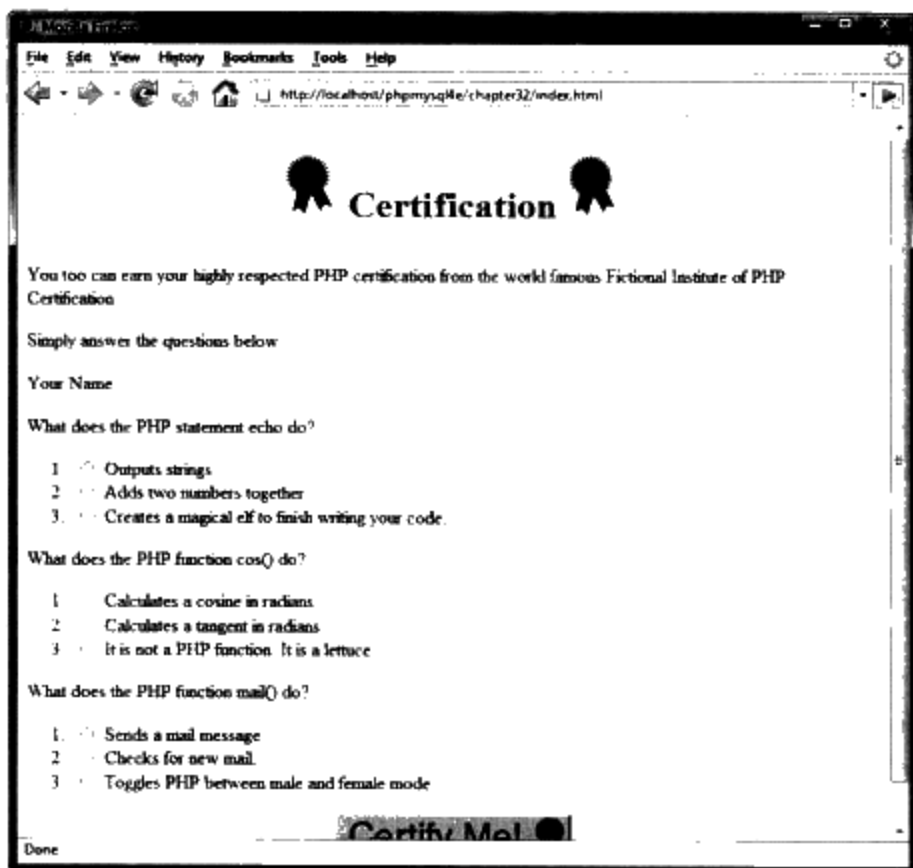 Mozilla Firefox
File Edit View History Bookmarks Tools Help
http://localhost/phpmysql4e/chapter32/index.html
Certification
You too can earn your highly respected PHP certification from the world famous Fictional Institute of PHP
Certification
Simply answer the questions below
Your Name
What does the PHP statement echo do?
1 Outputs strings
2 Adds two numbers together
3. Creates a magical elf to finish writing your code.
What does the PHP function cos() do?
1 Calculates a cosine in radians
2 Calculates a tangent in radians
3 It is not a PHP function It is a lettuce
What does the PHP function mail() do?
1. Sends a mail message
2 Checks for new mail.
3 Toggles PHP between male and female mode
Certify Me!
Done